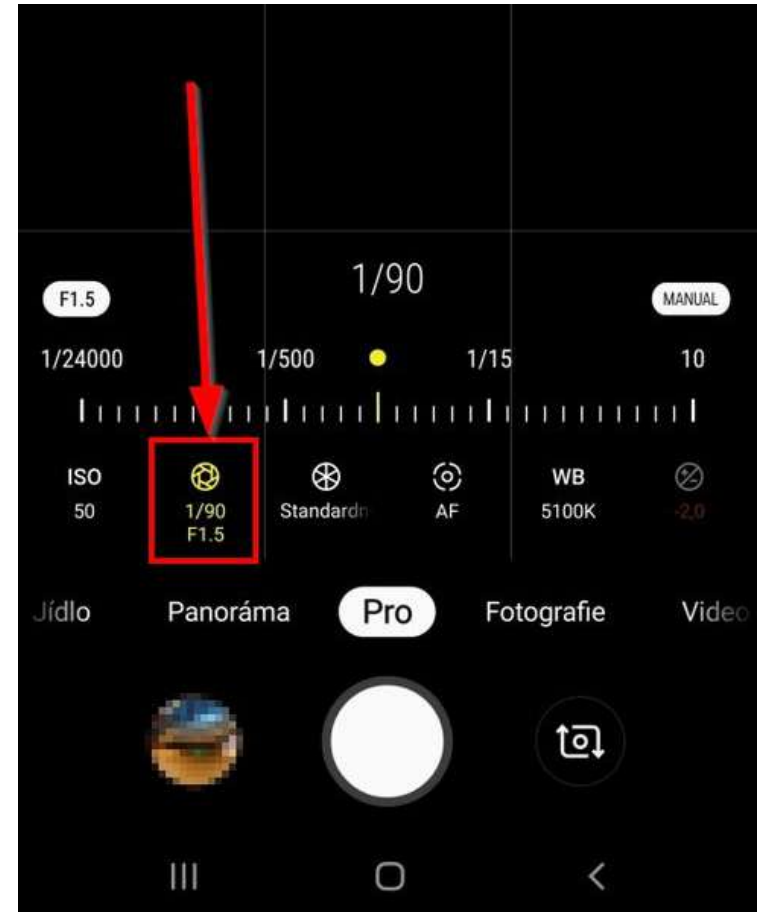 1/90
F1.5
MANUAL
1/24000 1/500 1/15 10
ISO WB
50 1/90 Standardn AF 5100K -2,0
F1.5
Jídlo Panoráma Pro Fotografie Video